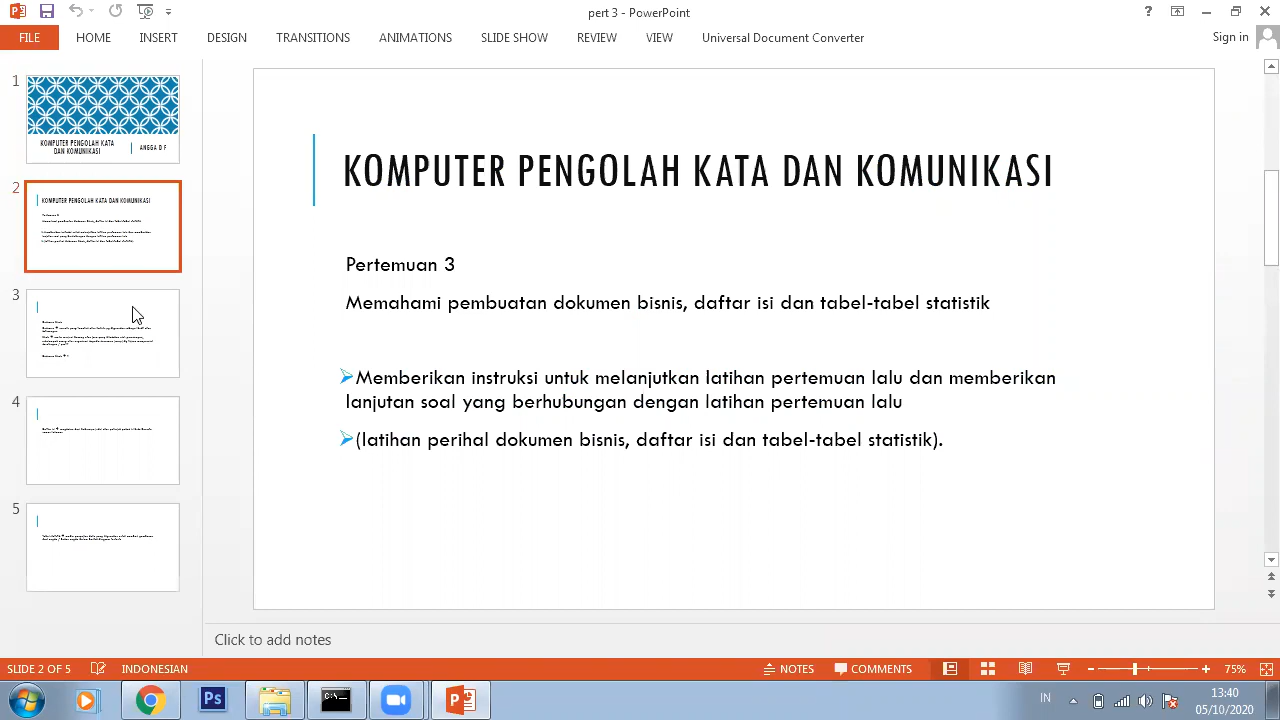 pert 3 - PowerPoint
FILE
HOME
INSERT
DESIGN
TRANSITIONS
ANIMATIONS
SLIDE SHOW
REVIEW
VIEW
Universal Document Converter
Sign in
1
KOMPUTER PENGOLAH KATA
DAN KOMUNIKASI
ANGGA D F
2
KOMPUTER PENGOLAH KATA DAN KOMUNIKASI
3
4
5
KOMPUTER PENGOLAH KATA DAN KOMUNIKASI
Pertemuan 3
Memahami pembuatan dokumen bisnis, daftar isi dan tabel-tabel statistik
Memberikan instruksi untuk melanjutkan latihan pertemuan lalu dan memberikan
lanjutan soal yang berhubungan dengan latihan pertemuan lalu
(latihan perihal dokumen bisnis, daftar isi dan tabel-tabel statistik).
Click to add notes
SLIDE 2 OF 5
INDONESIAN
NOTES
COMMENTS
75%
Ps
IN
13:40
05/10/2020